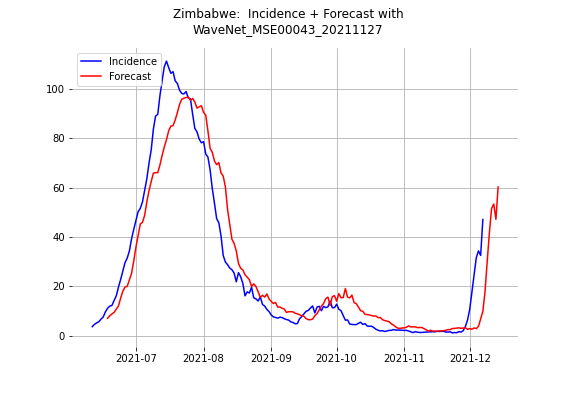 Zimbabwe:  Incidence + Forecast with
WaveNet_MSE00043_20211127
Incidence
Forecast
100
80
60
40
20
0
2021-07 2021-08 2021-09 2021-10 2021-11 2021-12